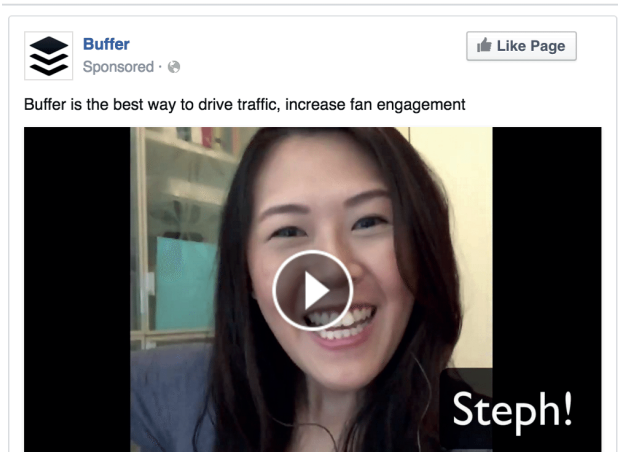 Buffer
Like Page
Sponsored ·
Buffer is the best way to drive traffic, increase fan engagement
Steph!